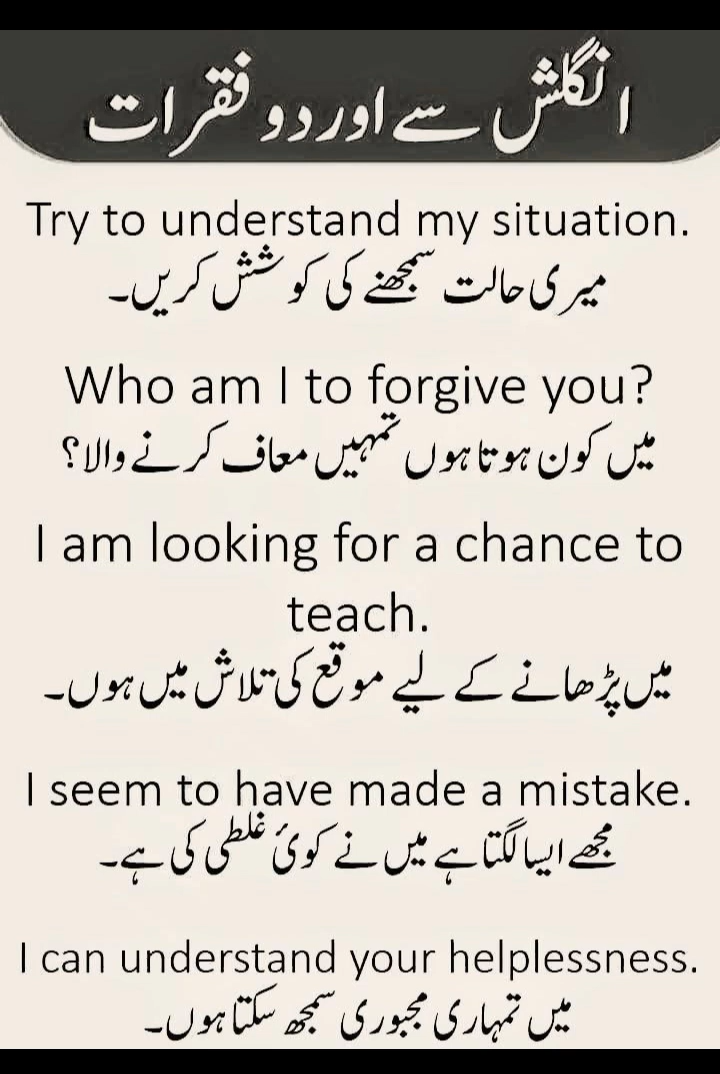 انگلش سے اوردو فقرات
Try to understand my situation.
میری حالت سمجھنے کی کوشش کریں۔
Who am I to forgive you?
میں کون ہوتا ہوں تمہیں معاف کرنے والا؟
I am looking for a chance to
teach.
میں پڑھانے کے لیے موقع کی تلاش میں ہوں۔
I seem to have made a mistake.
مجھے ایسا لگتا ہے میں نے کوئ غلطی کی ہے۔
I can understand your helplessness.
میں تمہاری مجبوری سمجھ سکتا ہوں۔